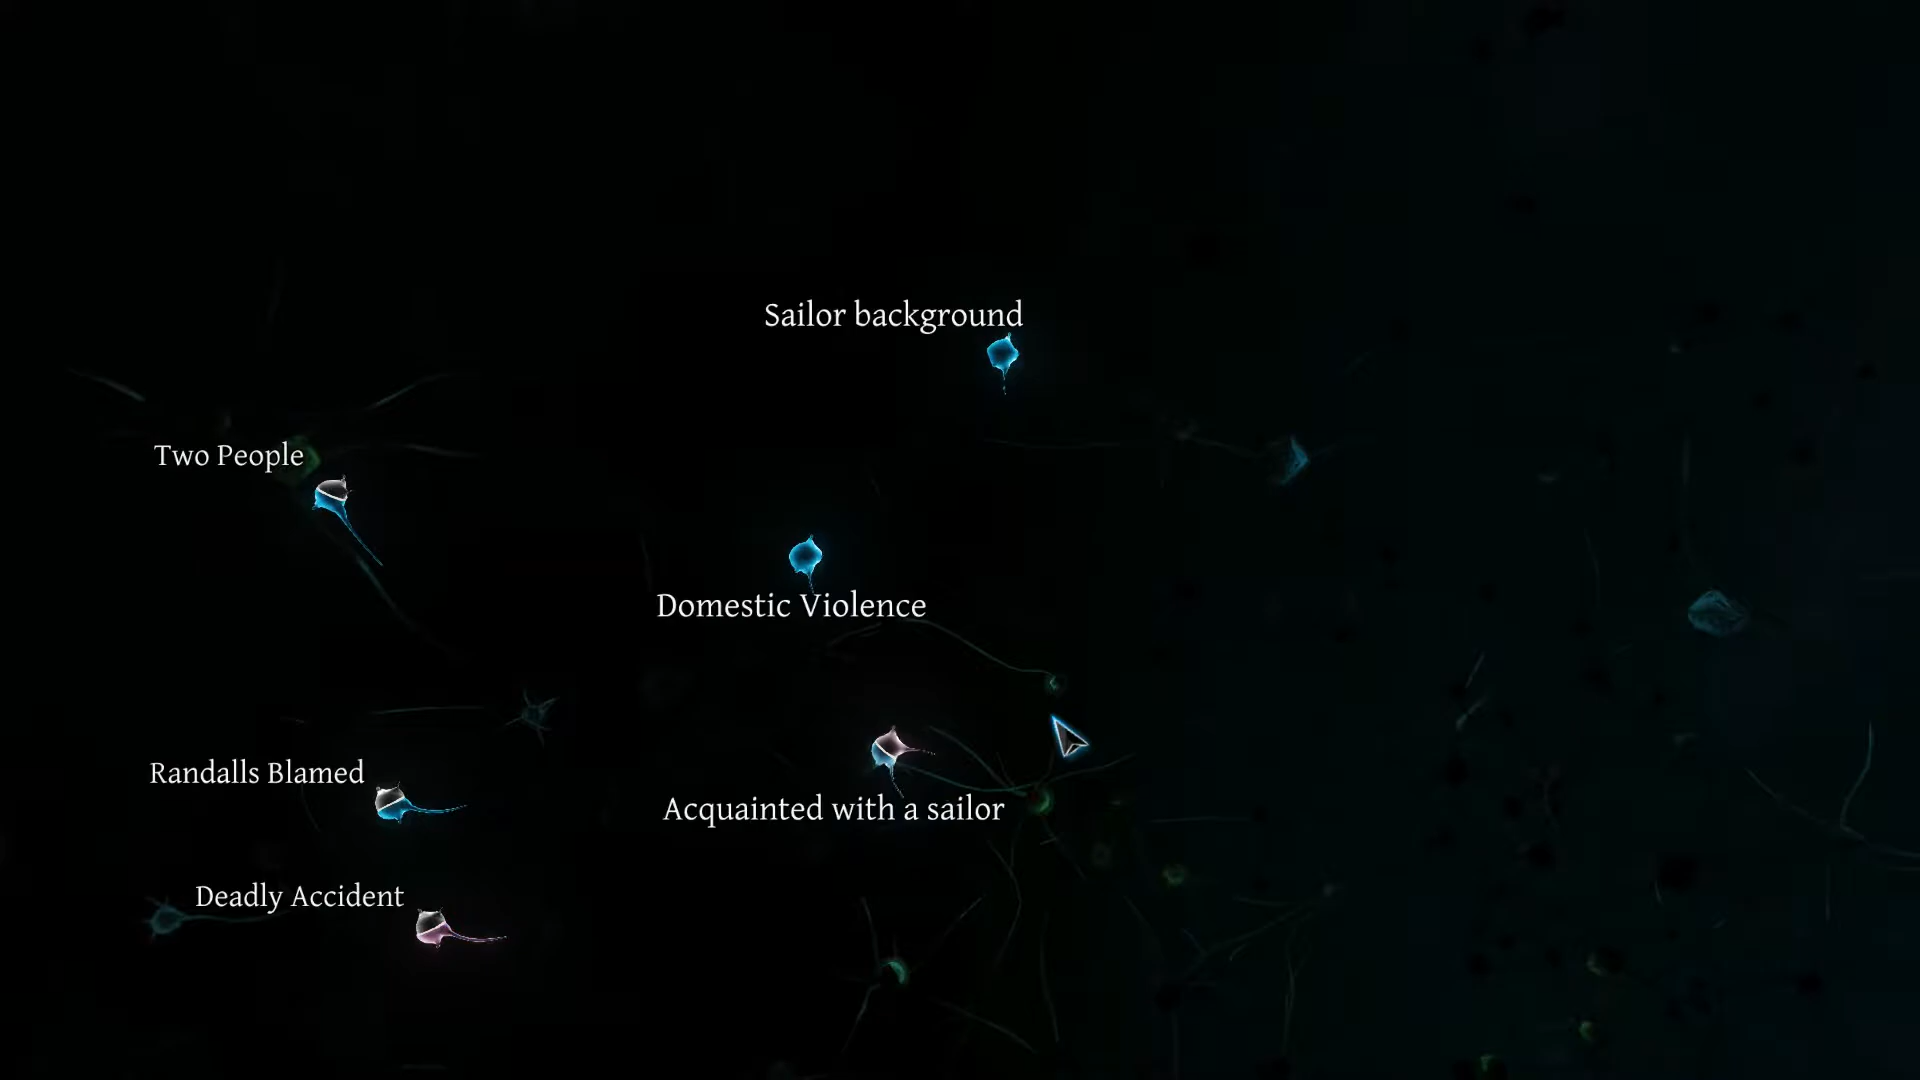 Sailor background
Two People
Domestic Violence
Randalls Blamed
Acquainted with a sailor
Deadly Accident